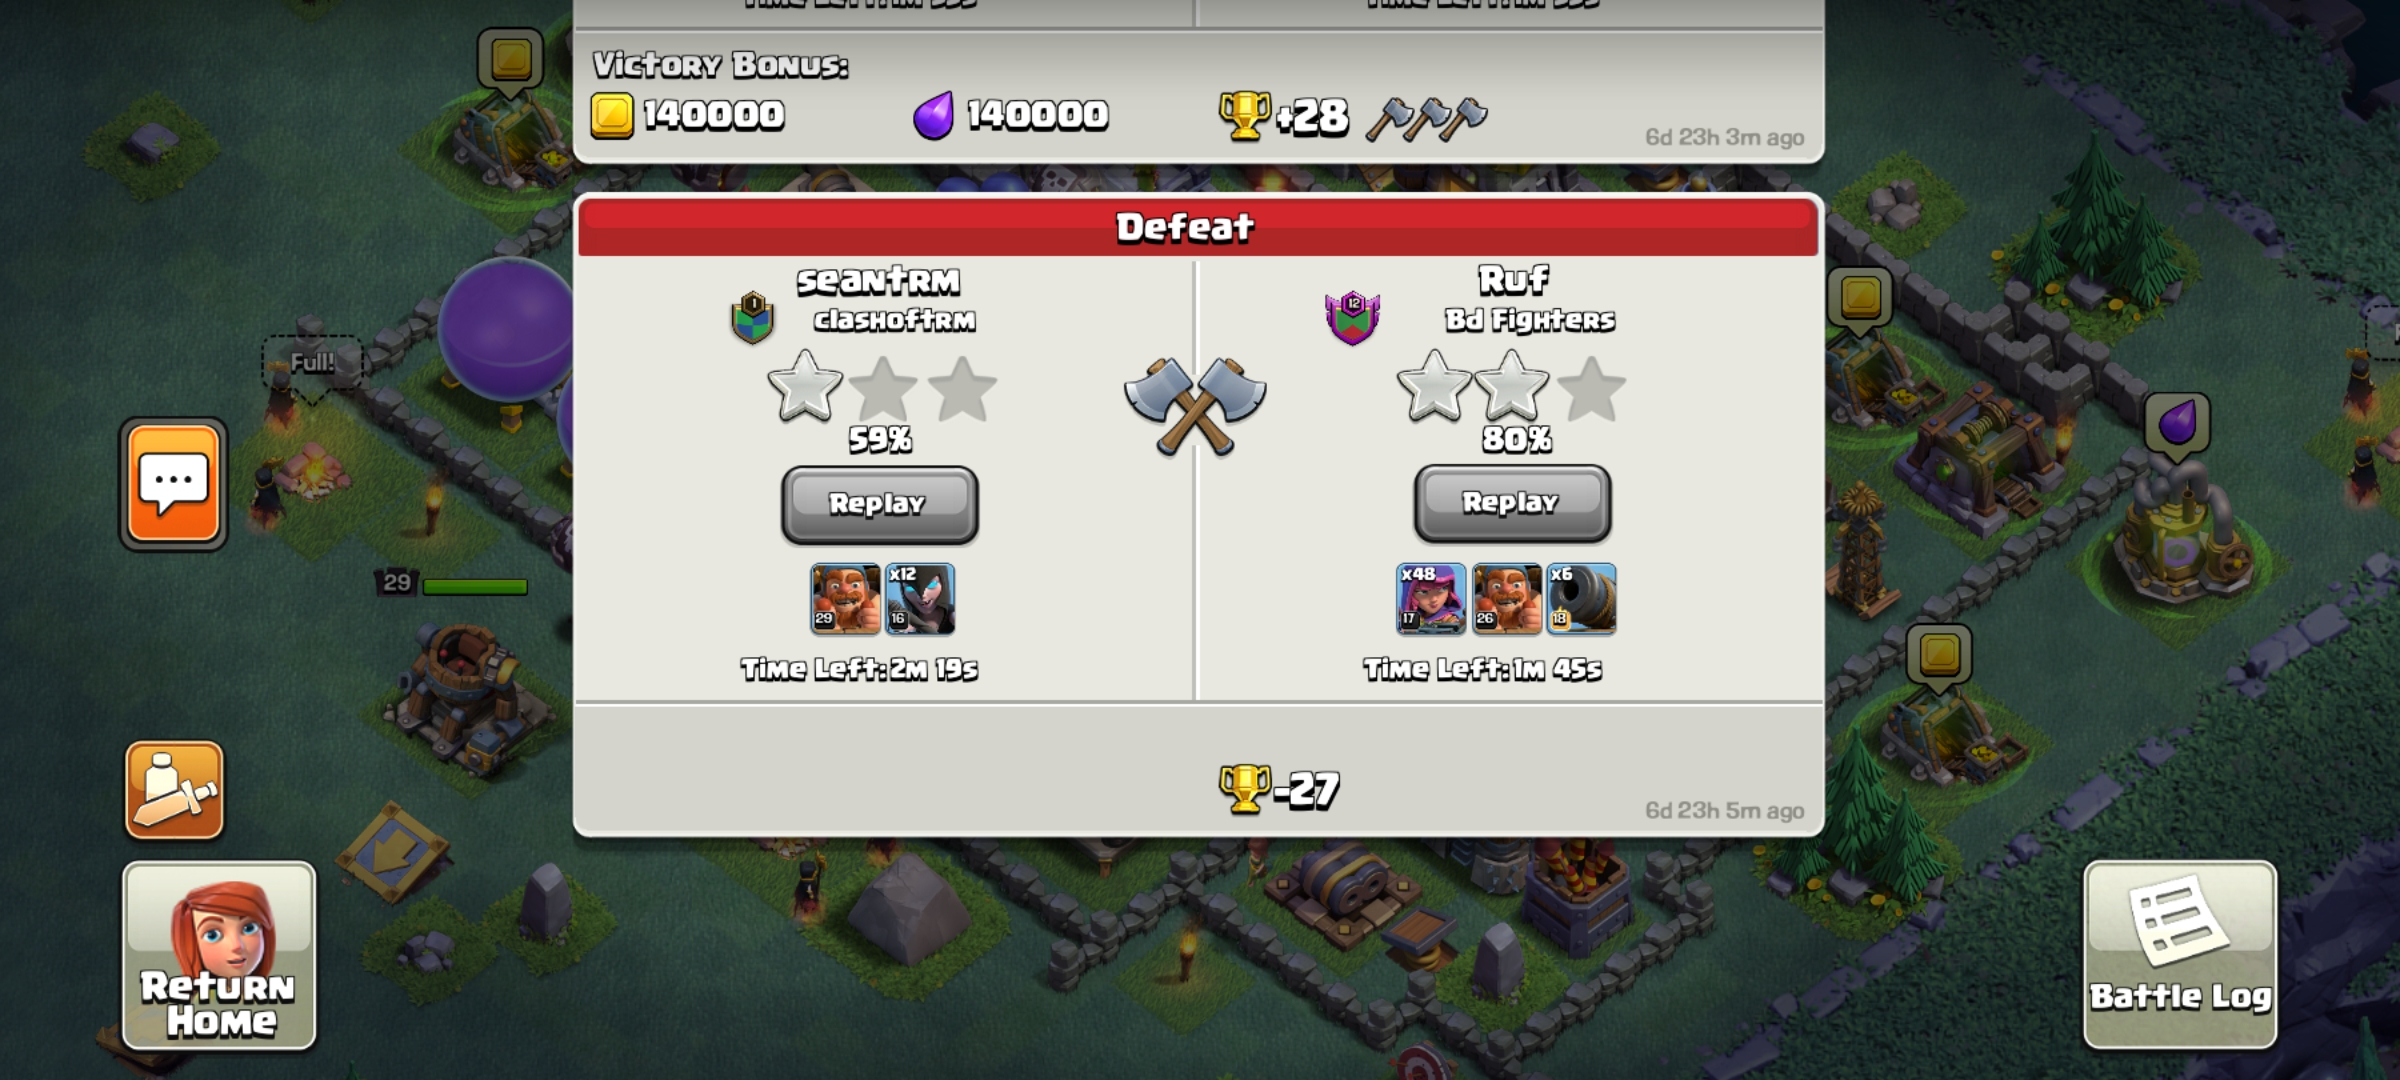 Victory Bonus:
140000
140000
+28
6d 23h 3m ago
Defeat
seantrm
clashoftrm
1
59%
Replay
29
x12
16
Time Left:2m 19s
Ruf
Bd Fighters
12
80%
Replay
x48
17
26
x6
18
Time Left:1m 45s
-27
6d 23h 5m ago
Full!
29
Return
Home
Battle Log